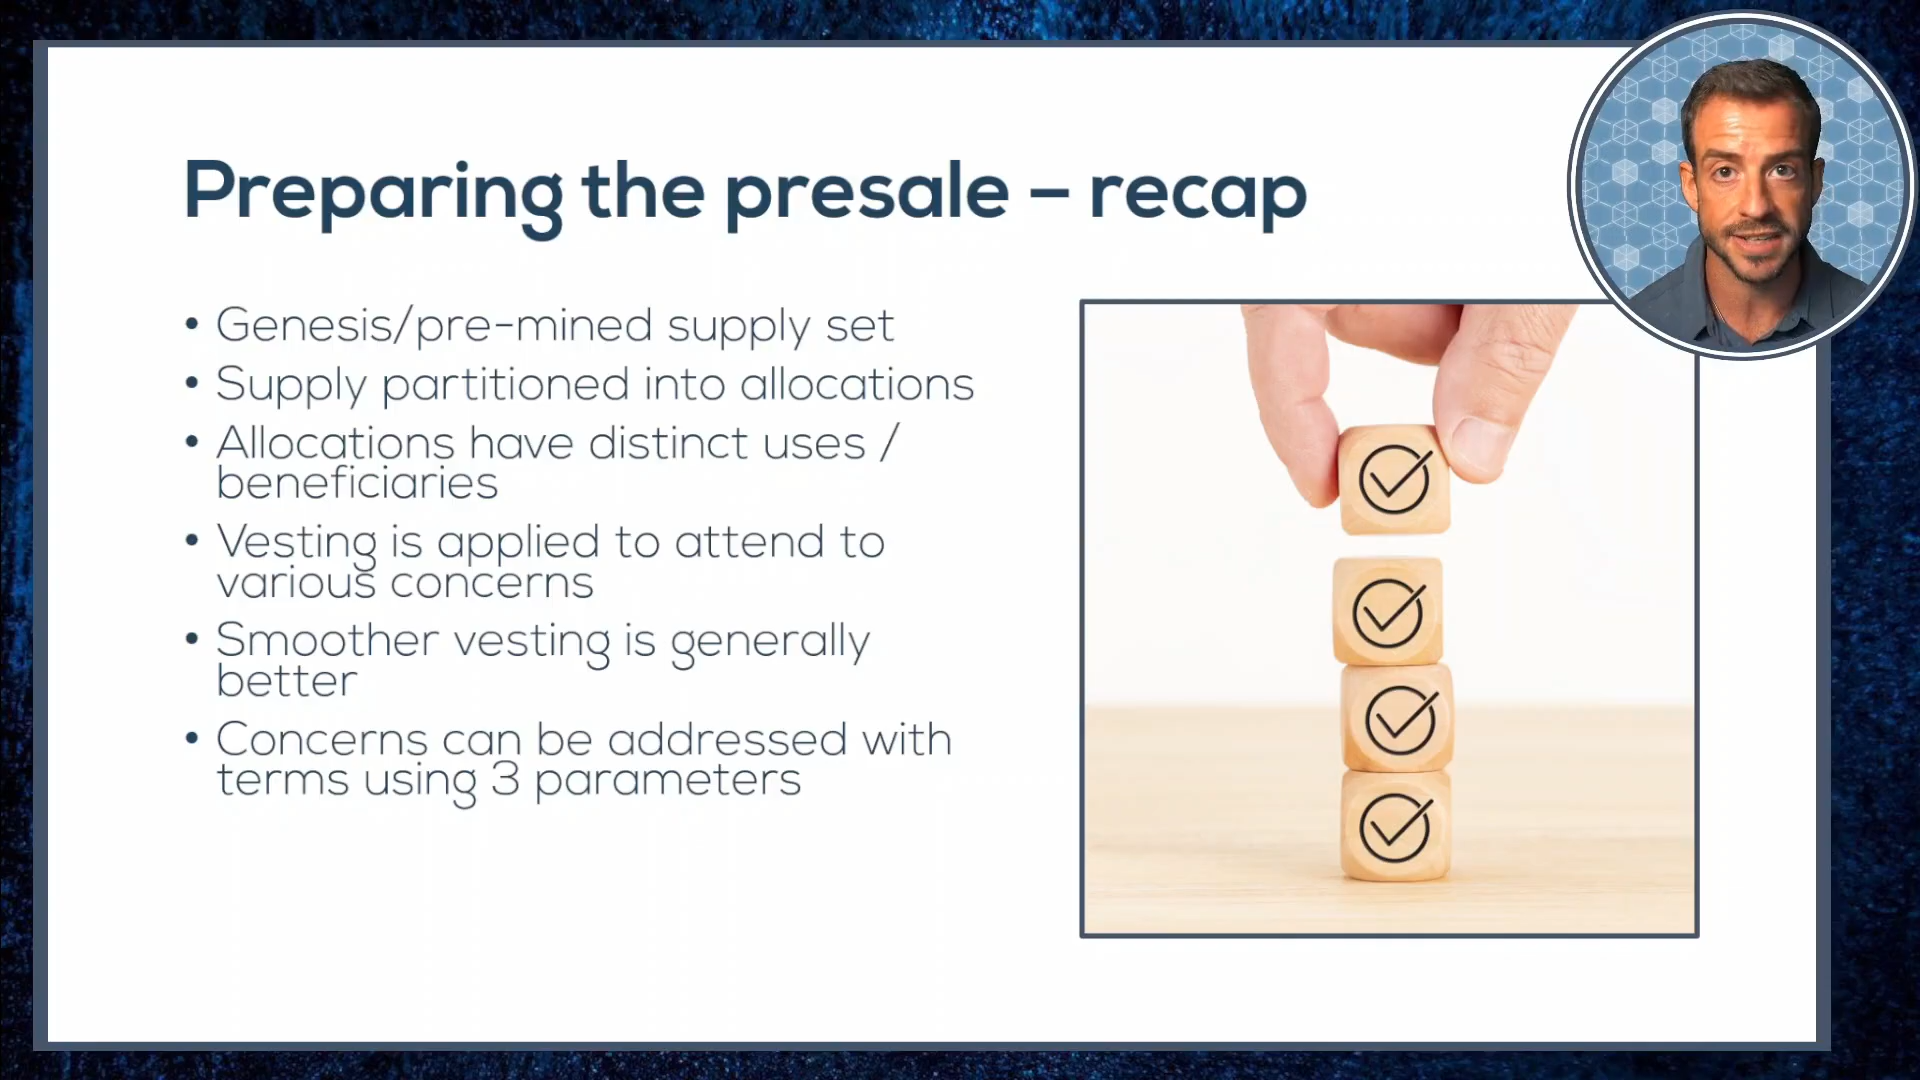 Preparing the presale – recap
• Genesis/pre-mined supply set
• Supply partitioned into allocations
• Allocations have distinct uses /
beneficiaries
• Vesting is applied to attend to
various concerns
• Smoother vesting is generally
better
• Concerns can be addressed with
terms using 3 parameters